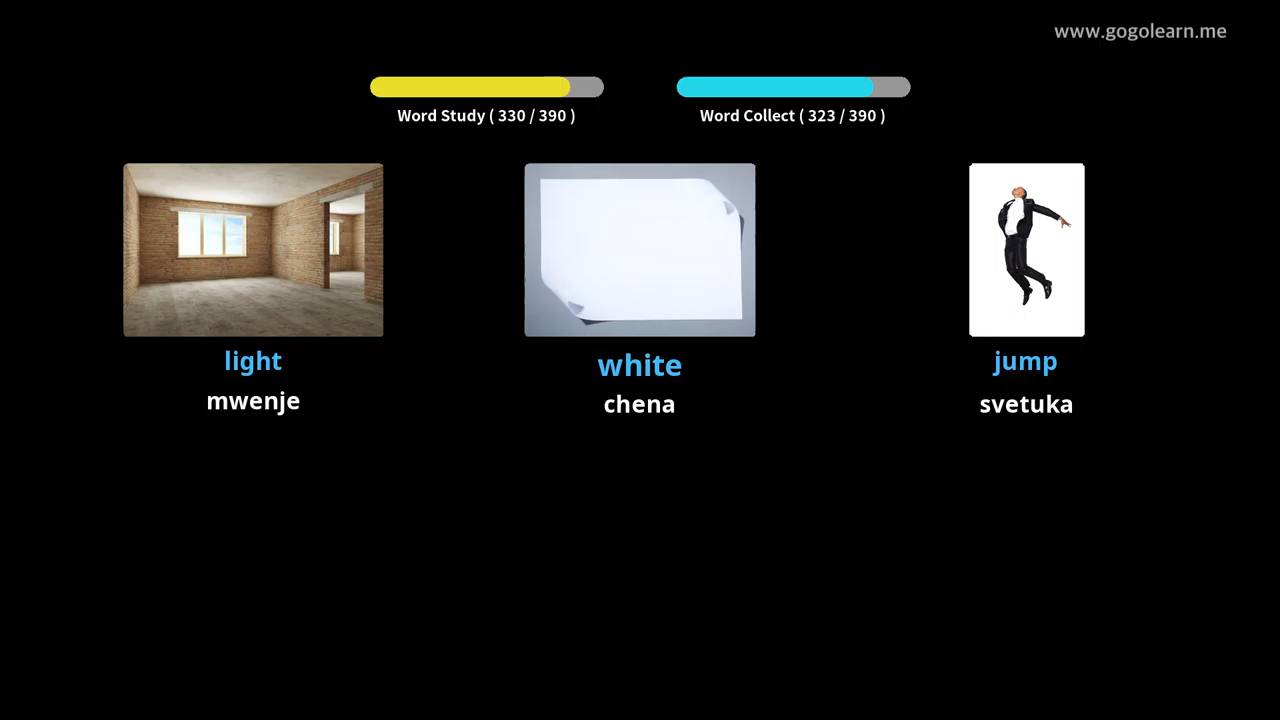 www.gogolearn.me
Word Study ( 330 / 390 )
Word Collect ( 323 / 390 )
light
white
jump
mwenje
chena
svetuka